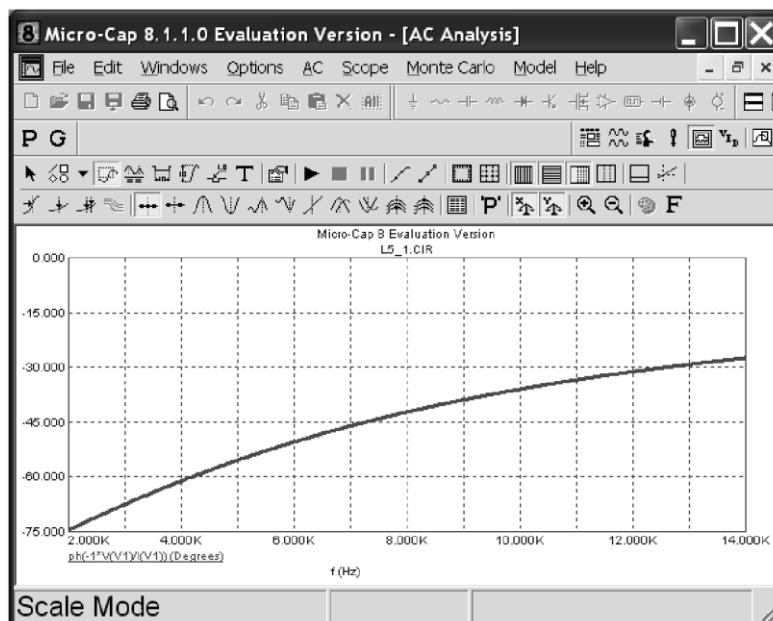 8 Micro-Cap 8.1.1.0 Evaluation Version - [AC Analysis]
File Edit Windows Options AC Scope Monte Carlo Model Help
P G
T
'P' F
Micro-Cap 8 Evaluation Version
L5_1.CIR
0.000
-15.000
-30.000
-45.000
-60.000
-75.000
2.000K 4.000K 6.000K 8.000K 10.000K 12.000K 14.000K
ph(-1*V(V1)/I(V1)) (Degrees)
f (Hz)
Scale Mode